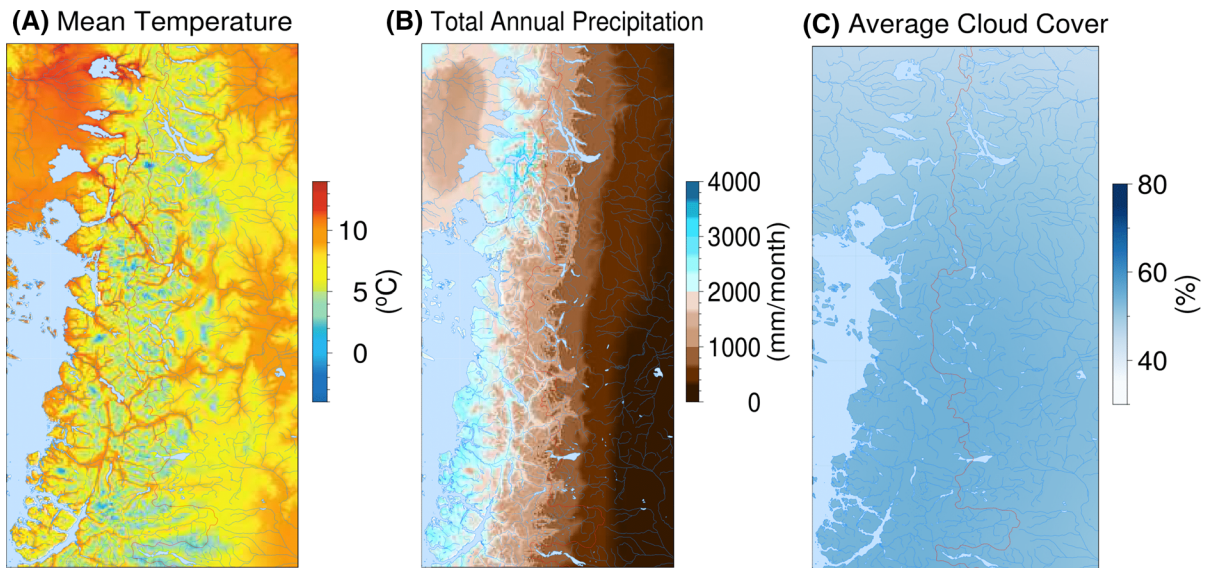 (A) Mean Temperature
10
5
0
(ºC)
(B) Total Annual Precipitation
4000
3000
2000
1000
0
(mm/month)
(C) Average Cloud Cover
80
60
40
(%)